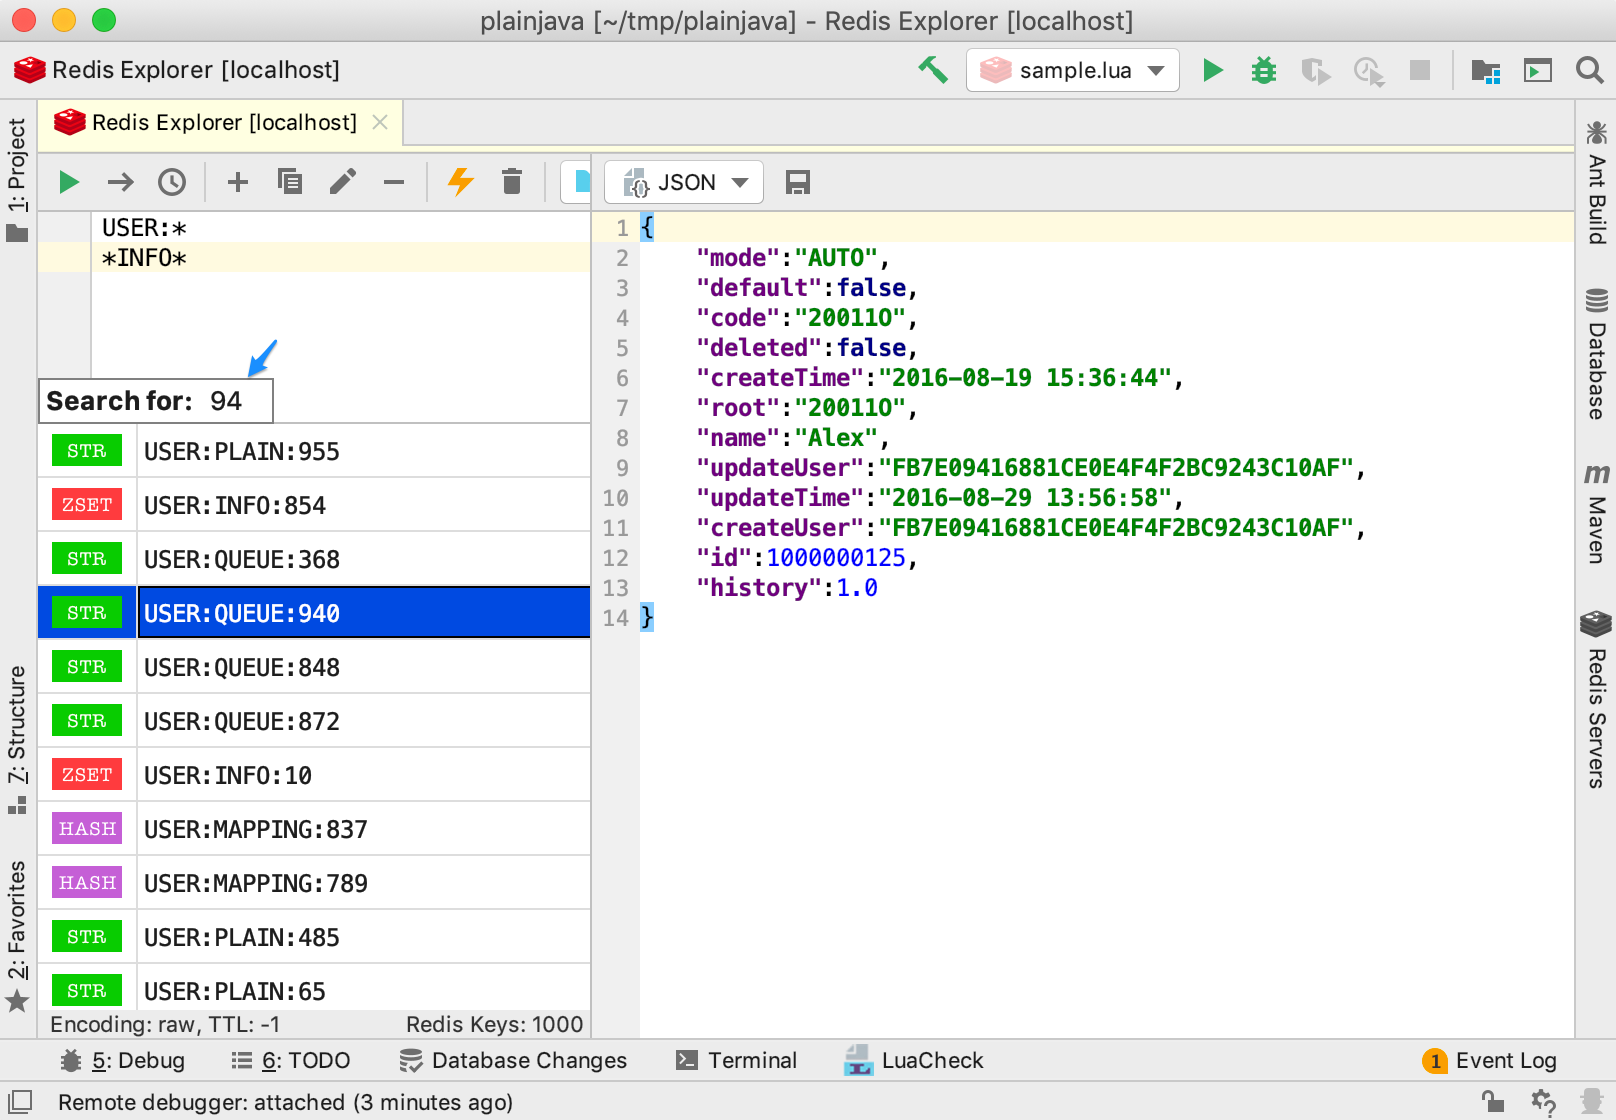 plainjava [~/tmp/plainjava] - Redis Explorer [localhost]
Redis Explorer [localhost]
sample.lua
Redis Explorer [localhost]
1: Project
7: Structure
2: Favorites
USER:*
*INFO*
Search for: 94
STR USER:PLAIN:955
ZSET USER:INFO:854
STR USER:QUEUE:368
STR USER:QUEUE:940
STR USER:QUEUE:848
STR USER:QUEUE:872
ZSET USER:INFO:10
HASH USER:MAPPING:837
HASH USER:MAPPING:789
STR USER:PLAIN:485
STR USER:PLAIN:65
Encoding: raw, TTL: -1 Redis Keys: 1000
JSON
1 {
2 "mode":"AUTO",
3 "default":false,
4 "code":"200110",
5 "deleted":false,
6 "createTime":"2016-08-19 15:36:44",
7 "root":"200110",
8 "name":"Alex",
9 "updateUser":"FB7E09416881CE0E4F4F2BC9243C10AF",
10 "updateTime":"2016-08-29 13:56:58",
11 "createUser":"FB7E09416881CE0E4F4F2BC9243C10AF",
12 "id":1000000125,
13 "history":1.0
14 }
Ant Build
Database
m Maven
Redis Servers
5: Debug 6: TODO Database Changes Terminal LuaCheck 1 Event Log
Remote debugger: attached (3 minutes ago)